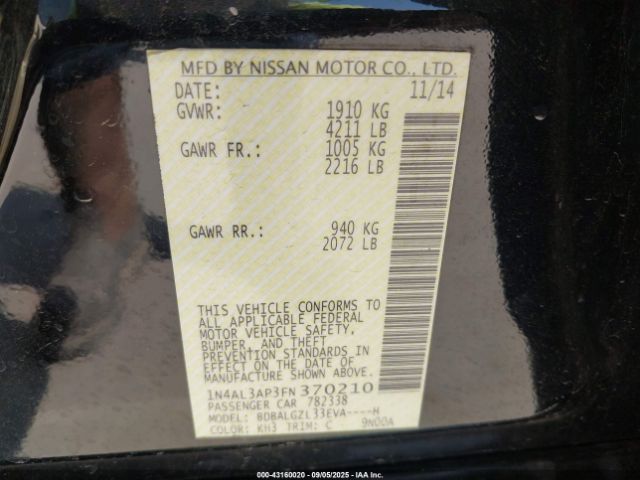 MFD BY NISSAN MOTOR CO., LTD.
DATE: 11/14
GVWR: 1910 KG
4211 LB
GAWR FR.: 1005 KG
2216 LB
GAWR RR.: 940 KG
2072 LB
THIS VEHICLE CONFORMS TO
ALL APPLICABLE FEDERAL
MOTOR VEHICLE SAFETY,
BUMPER, AND THEFT
PREVENTION STANDARDS IN
EFFECT ON THE DATE OF
MANUFACTURE SHOWN ABOVE.
1N4AL3AP3FN370210
PASSENGER CAR 782338
MODEL: BDBALGZL33EVA----H
COLOR: KH3 TRIM: C 9N00A
000-43160020 - 09/05/2025 - IAAI.COM